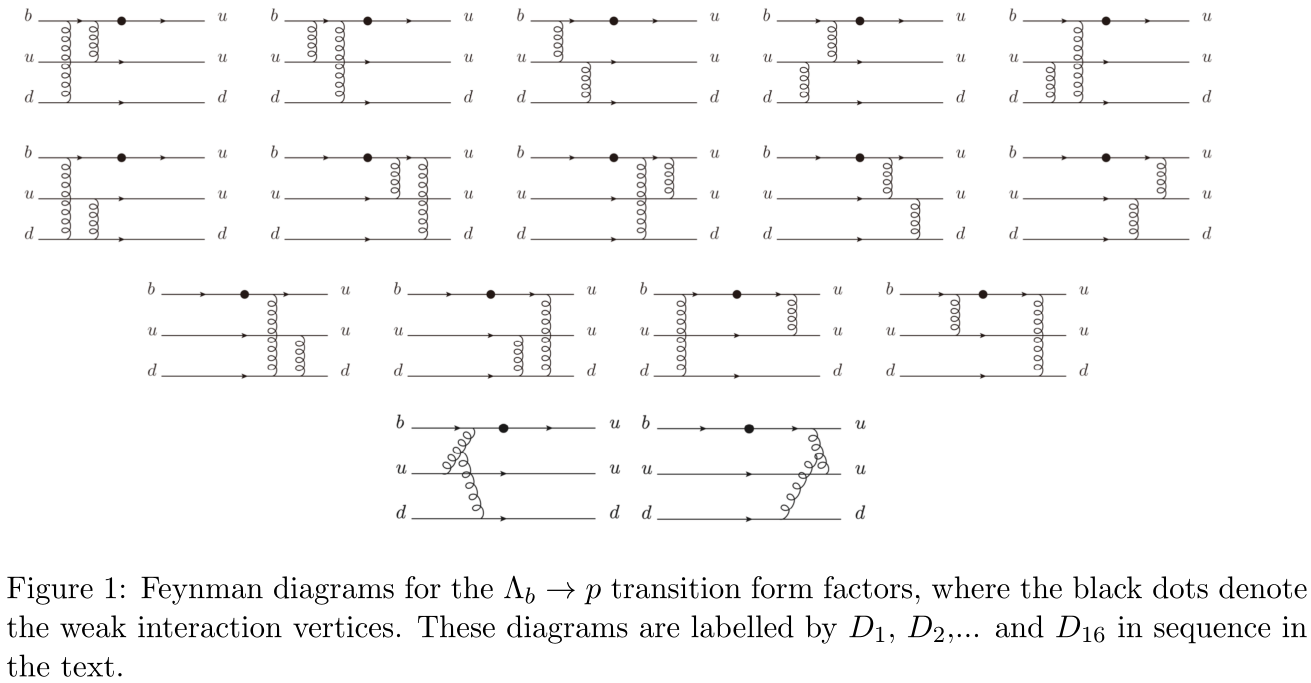 b u b u b u b u b u
u u u u u u u u u u
d d d d d d d d d d
b u b u b u b u b u
u u u u u u u u u u
d d d d d d d d d d
b u b u b u b u
u u u u u u u u
d d d d d d d d
b u b u
u u u u
d d d d
Figure 1: Feynman diagrams for the Λb → p transition form factors, where the black dots denote
the weak interaction vertices. These diagrams are labelled by D1, D2,... and D16 in sequence in
the text.